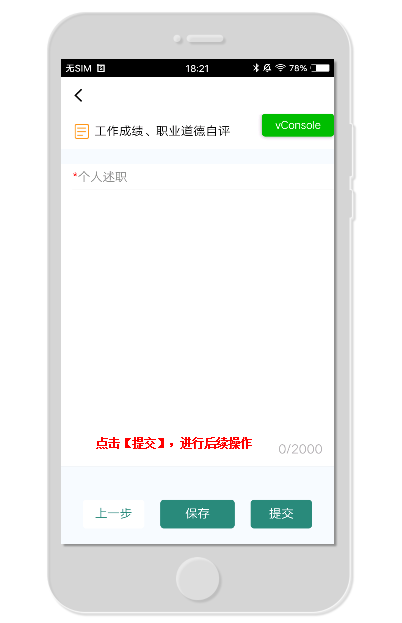 无SIM 18:21 78%
工作成绩、职业道德自评
vConsole
*个人述职
点击【提交】，进行后续操作
0/2000
上一步 保存 提交